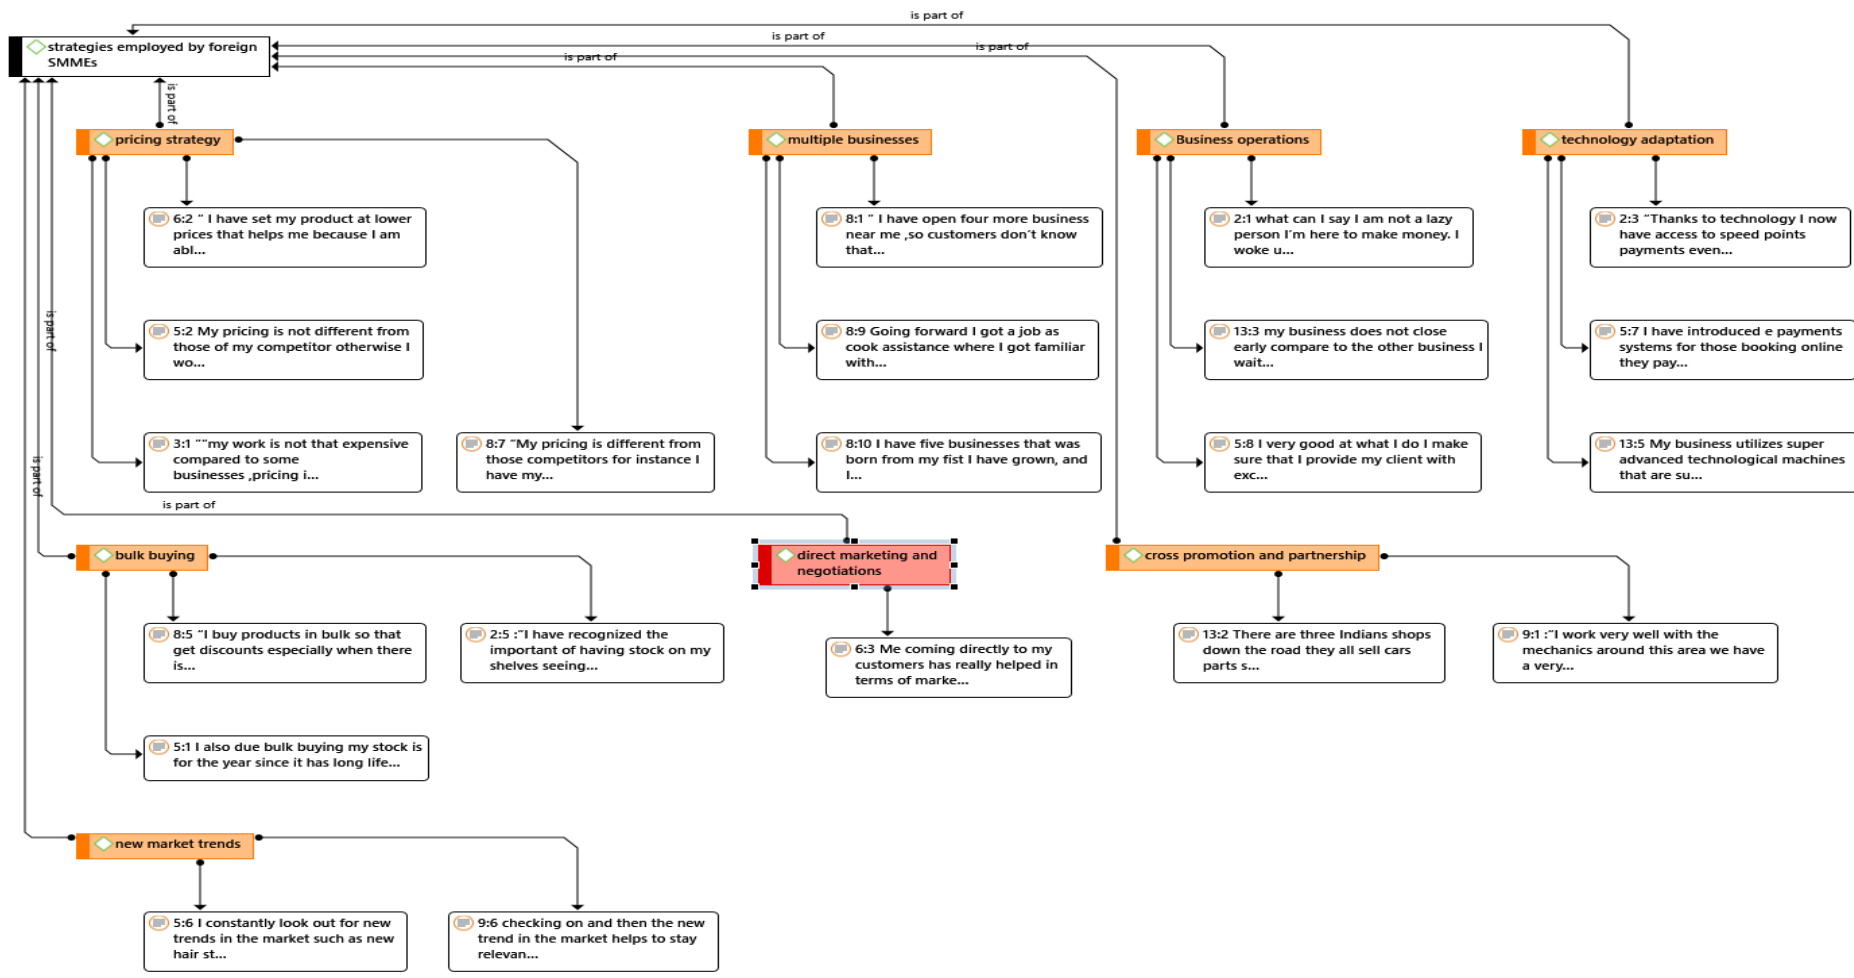 is part of
strategies employed by foreign
SMMEs
is part of
is part of
is part of
is part of
pricing strategy
multiple businesses
Business operations
technology adaptation
6:2 “ I have set my product at lower
prices that helps me because I am
abl...
8:1 “ I have open four more business
near me ,so customers don’t know
that...
2:1 what can I say I am not a lazy
person I’m here to make money. I
woke u...
2:3 “Thanks to technology I now
have access to speed points
payments even...
is part of
5:2 My pricing is not different from
those of my competitor otherwise I
wo...
8:9 Going forward I got a job as
cook assistance where I got familiar
with...
13:3 my business does not close
early compare to the other business I
wait...
5:7 I have introduced e payments
systems for those booking online
they pay...
is part of
3:1 “"my work is not that expensive
compared to some
businesses ,pricing i...
8:7 “My pricing is different from
those competitors for instance I
have my...
8:10 I have five businesses that was
born from my fist I have grown, and
I...
5:8 I very good at what I do I make
sure that I provide my client with
exc...
13:5 My business utilizes super
advanced technological machines
that are su...
is part of
bulk buying
direct marketing and
negotiations
cross promotion and partnership
8:5 “I buy products in bulk so that
get discounts especially when there
is...
2:5 :“I have recognized the
important of having stock on my
shelves seeing...
6:3 Me coming directly to my
customers has really helped in
terms of marke...
13:2 There are three Indians shops
down the road they all sell cars
parts s...
9:1 :“I work very well with the
mechanics around this area we have
a very...
5:1 I also due bulk buying my stock is
for the year since it has long life...
new market trends
5:6 I constantly look out for new
trends in the market such as new
hair st...
9:6 checking on and then the new
trend in the market helps to stay
relevan...